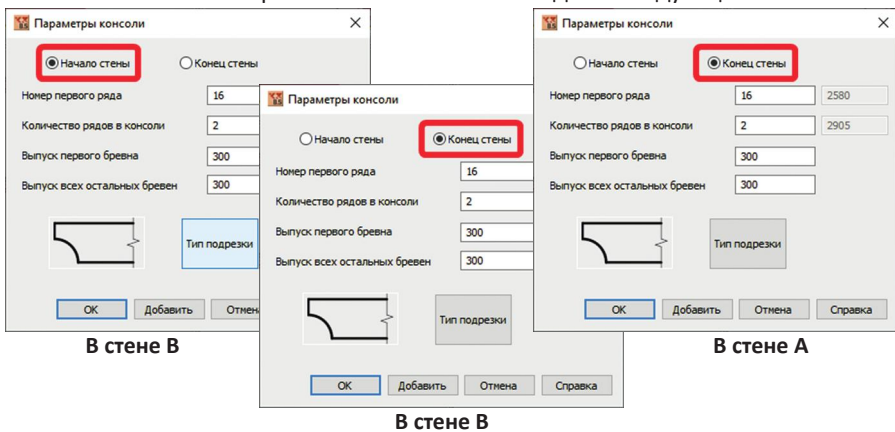 Параметры консоли
Начало стены Конец стены
Номер первого ряда 16
Количество рядов в консоли 2
Выпуск первого бревна 300
Выпуск всех остальных бревен 300
Тип подрезки
ОК Добавить
В стене В
Параметры консоли
Начало стены Конец стены
Номер первого ряда 16
Количество рядов в консоли 2
Выпуск первого бревна 300
Выпуск всех остальных бревен 300
Тип подрезки
ОК Добавить Отмена Справка
В стене В
Параметры консоли
Начало стены Конец стены
Номер первого ряда 16 2580
Количество рядов в консоли 2 2905
Выпуск первого бревна 300
Выпуск всех остальных бревен 300
Тип подрезки
ОК Добавить Отмена Справка
В стене А